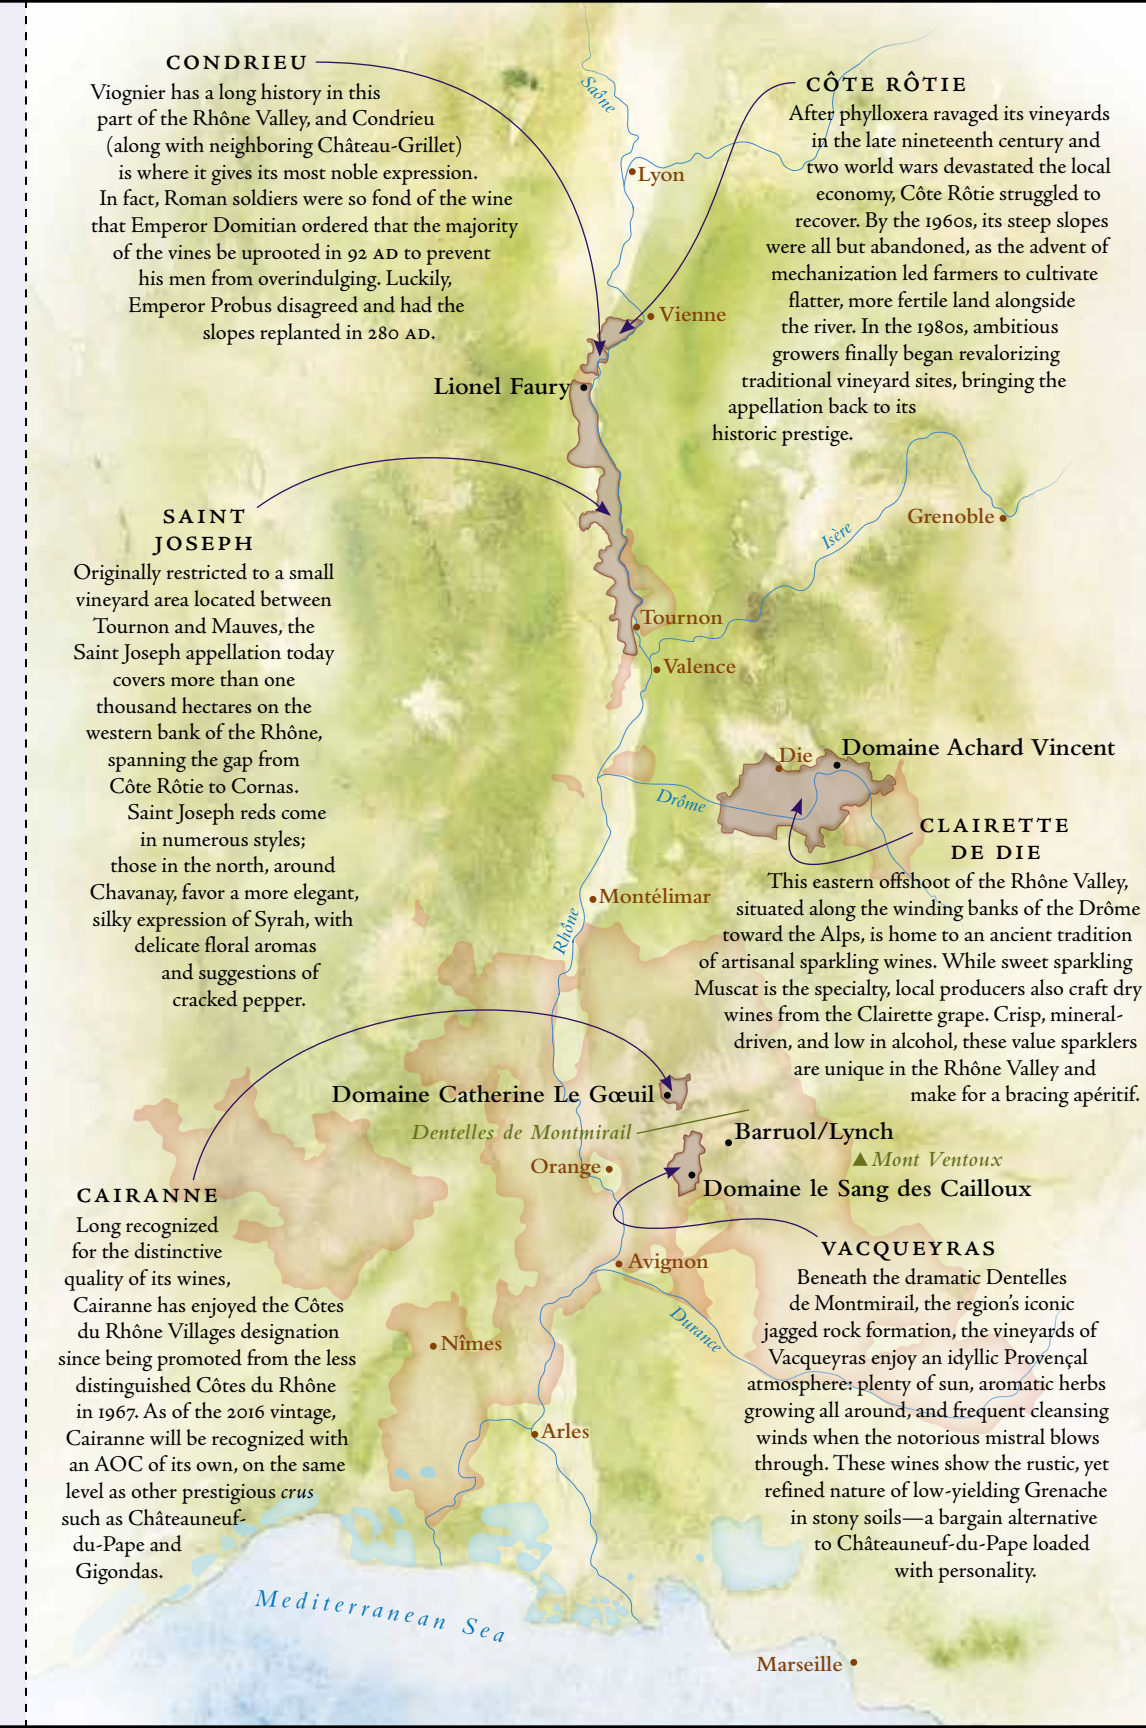 CONDRIEU
Viognier has a long history in this
part of the Rhône Valley, and Condrieu
(along with neighboring Château-Grillet)
is where it gives its most noble expression.
In fact, Roman soldiers were so fond of the wine
that Emperor Domitian ordered that the majority
of the vines be uprooted in 92 AD to prevent
his men from overindulging. Luckily,
Emperor Probus disagreed and had the
slopes replanted in 280 AD.
Saône
CÔTE RÔTIE
After phylloxera ravaged its vineyards
in the late nineteenth century and
two world wars devastated the local
economy, Côte Rôtie struggled to
recover. By the 1960s, its steep slopes
were all but abandoned, as the advent of
mechanization led farmers to cultivate
flatter, more fertile land alongside
the river. In the 1980s, ambitious
growers finally began revalorizing
traditional vineyard sites, bringing the
appellation back to its
historic prestige.
Lyon
Vienne
Lionel Faury
SAINT
JOSEPH
Originally restricted to a small
vineyard area located between
Tournon and Mauves, the
Saint Joseph appellation today
covers more than one
thousand hectares on the
western bank of the Rhône,
spanning the gap from
Côte Rôtie to Cornas.
Saint Joseph reds come
in numerous styles;
those in the north, around
Chavanay, favor a more elegant,
silky expression of Syrah, with
delicate floral aromas
and suggestions of
cracked pepper.
Grenoble
Isère
Tournon
Valence
Domaine Achard Vincent
Die
Drôme
CLAIRETTE
DE DIE
This eastern offshoot of the Rhône Valley,
situated along the winding banks of the Drôme
toward the Alps, is home to an ancient tradition
of artisanal sparkling wines. While sweet sparkling
Muscat is the specialty, local producers also craft dry
wines from the Clairette grape. Crisp, mineral-
driven, and low in alcohol, these value sparklers
are unique in the Rhône Valley and
make for a bracing apéritif.
Montélimar
Rhône
Domaine Catherine Le Gœuil
Dentelles de Montmirail
Barruol/Lynch
Mont Ventoux
Orange
Domaine le Sang des Cailloux
CAIRANNE
Long recognized
for the distinctive
quality of its wines,
Cairanne has enjoyed the Côtes
du Rhône Villages designation
since being promoted from the less
distinguished Côtes du Rhône
in 1967. As of the 2016 vintage,
Cairanne will be recognized with
an AOC of its own, on the same
level as other prestigious crus
such as Châteauneuf-
du-Pape and
Gigondas.
VACQUEYRAS
Beneath the dramatic Dentelles
de Montmirail, the region's iconic
jagged rock formation, the vineyards of
Vacqueyras enjoy an idyllic Provençal
atmosphere: plenty of sun, aromatic herbs
growing all around, and frequent cleansing
winds when the notorious mistral blows
through. These wines show the rustic, yet
refined nature of low-yielding Grenache
in stony soils—a bargain alternative
to Châteauneuf-du-Pape loaded
with personality.
Avignon
Durance
Nîmes
Arles
Mediterranean Sea
Marseille